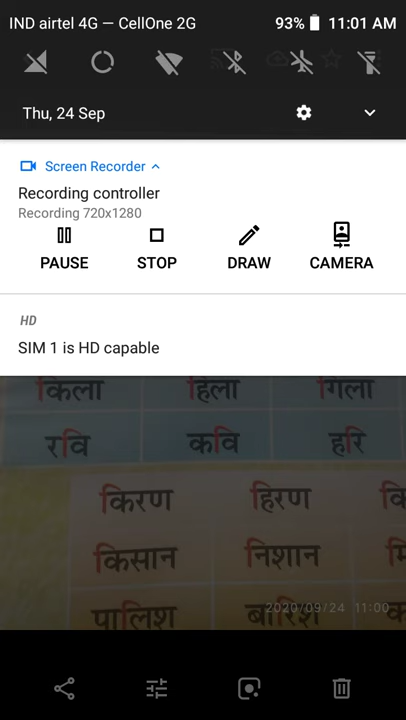 IND airtel 4G — CellOne 2G 93% 11:01 AM
Thu, 24 Sep
Screen Recorder
Recording controller
Recording 720x1280
PAUSE STOP DRAW CAMERA
HD
SIM 1 is HD capable
किला हिला गिला
रवि कवि हरि
किरण हिरण
किसान निशान
पालिश बारिश
2020/09/24 11:00